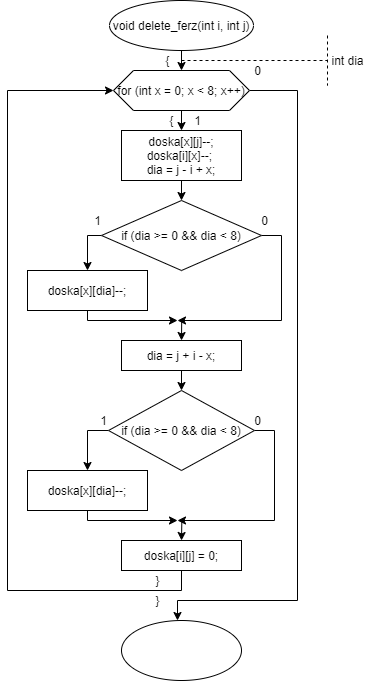 void delete_ferz(int i, int j)
{
int dia
0
for (int x = 0; x < 8; x++)
{ 1
doska[x][j]--;
doska[i][x]--;
dia = j - i + x;
1
0
if (dia >= 0 && dia < 8)
doska[x][dia]--;
dia = j + i - x;
1
0
if (dia >= 0 && dia < 8)
doska[x][dia]--;
doska[i][j] = 0;
}
}